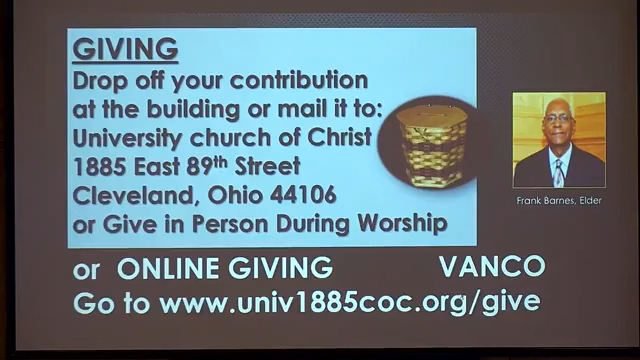 GIVING
Drop off your contribution
at the building or mail it to:
University church of Christ
1885 East 89th Street
Cleveland, Ohio 44106
or Give in Person During Worship
Frank Barnes, Elder
or ONLINE GIVING VANCO
Go to www.univ1885coc.org/give